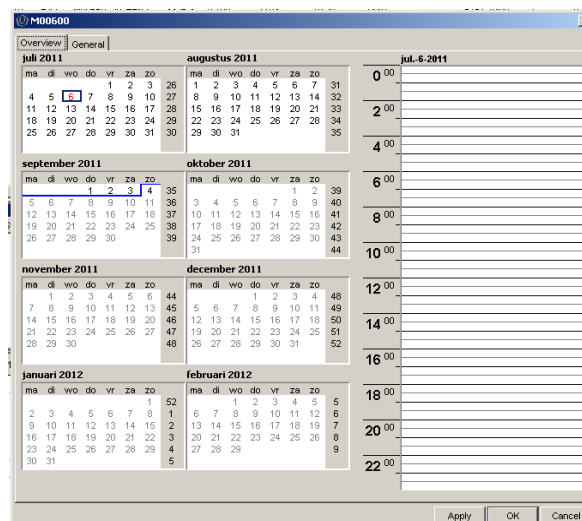 M00600
Overview General
juli 2011
ma di wo do vr za zo
1 2 3 26
4 5 6 7 8 9 10 27
11 12 13 14 15 16 17 28
18 19 20 21 22 23 24 29
25 26 27 28 29 30 31 30
augustus 2011
ma di wo do vr za zo
1 2 3 4 5 6 7 31
8 9 10 11 12 13 14 32
15 16 17 18 19 20 21 33
22 23 24 25 26 27 28 34
29 30 31 35
september 2011
ma di wo do vr za zo
1 2 3 4 35
5 6 7 8 9 10 11 36
12 13 14 15 16 17 18 37
19 20 21 22 23 24 25 38
26 27 28 29 30 39
oktober 2011
ma di wo do vr za zo
1 2 39
3 4 5 6 7 8 9 40
10 11 12 13 14 15 16 41
17 18 19 20 21 22 23 42
24 25 26 27 28 29 30 43
31 44
november 2011
ma di wo do vr za zo
1 2 3 4 5 6 44
7 8 9 10 11 12 13 45
14 15 16 17 18 19 20 46
21 22 23 24 25 26 27 47
28 29 30 48
december 2011
ma di wo do vr za zo
1 2 3 4 48
5 6 7 8 9 10 11 49
12 13 14 15 16 17 18 50
19 20 21 22 23 24 25 51
26 27 28 29 30 31 52
januari 2012
ma di wo do vr za zo
1 52
2 3 4 5 6 7 8 1
9 10 11 12 13 14 15 2
16 17 18 19 20 21 22 3
23 24 25 26 27 28 29 4
30 31 5
februari 2012
ma di wo do vr za zo
1 2 3 4 5 5
6 7 8 9 10 11 12 6
13 14 15 16 17 18 19 7
20 21 22 23 24 25 26 8
27 28 29 9
jul.-6-2011
0 00
2 00
4 00
6 00
8 00
10 00
12 00
14 00
16 00
18 00
20 00
22 00
Apply OK Cancel